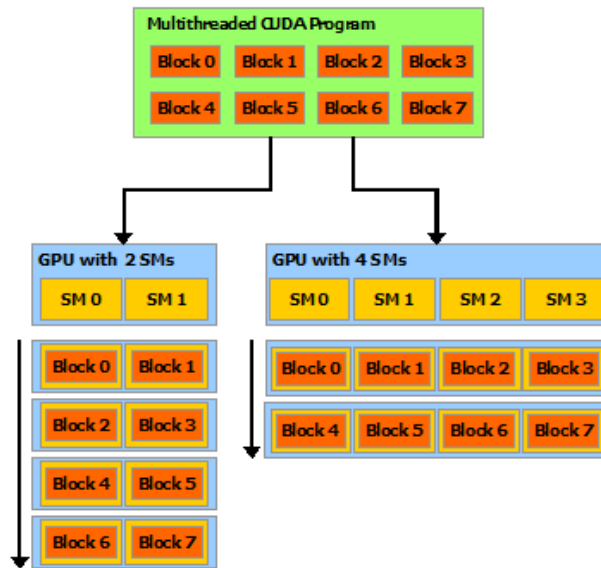 Multithreaded CUDA Program
Block 0 Block 1 Block 2 Block 3
Block 4 Block 5 Block 6 Block 7
GPU with 2 SMs
SM 0 SM 1
Block 0 Block 1
Block 2 Block 3
Block 4 Block 5
Block 6 Block 7
GPU with 4 SMs
SM 0 SM 1 SM 2 SM 3
Block 0 Block 1 Block 2 Block 3
Block 4 Block 5 Block 6 Block 7